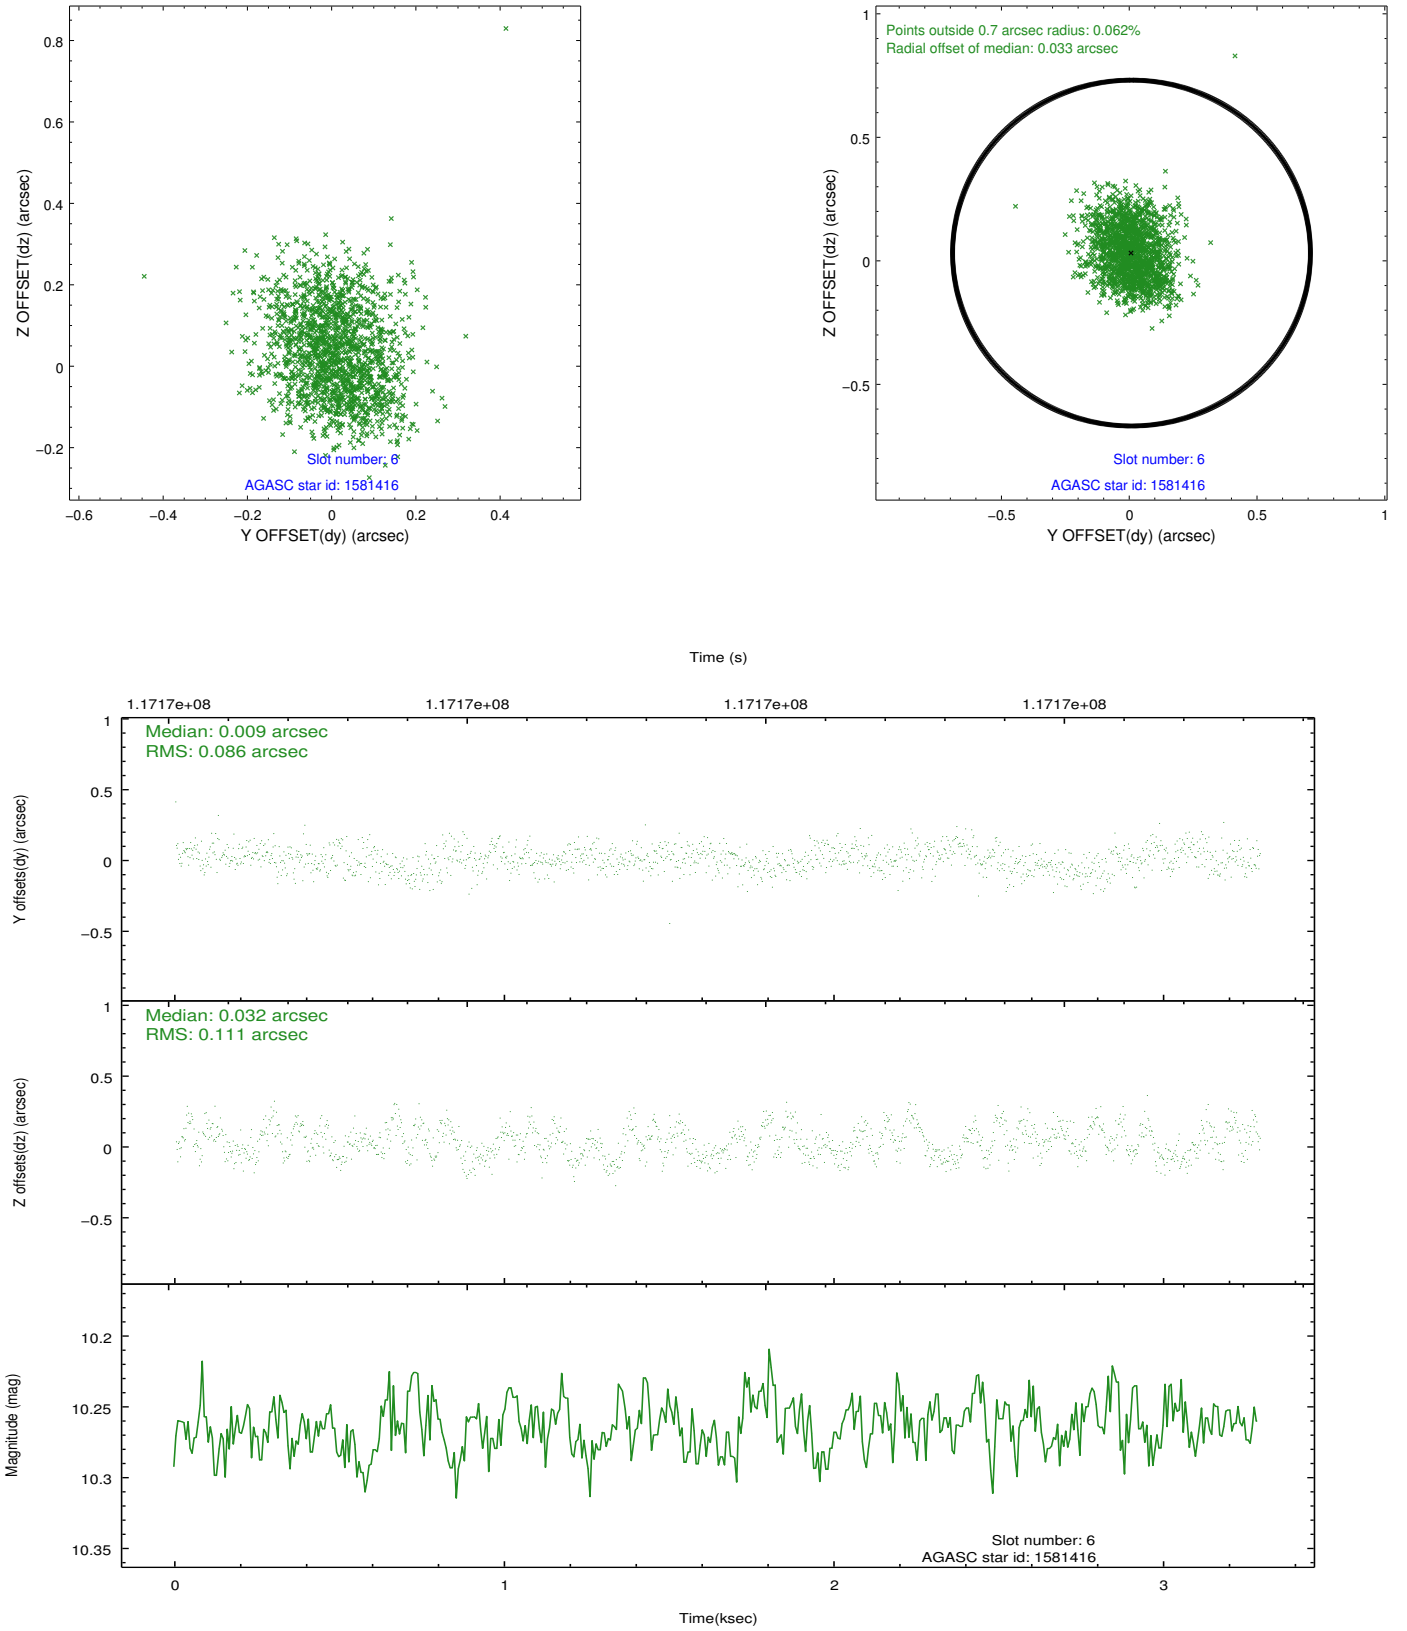 0.8
0.6
0.4
0.2
0
−0.2
Z OFFSET(dz) (arcsec)
Slot number: 6
AGASC star id: 1581416
−0.6 −0.4 −0.2 0 0.2 0.4
Y OFFSET(dy) (arcsec)
Points outside 0.7 arcsec radius: 0.062%
Radial offset of median: 0.033 arcsec
1
0.5
0
−0.5
Z OFFSET(dz) (arcsec)
Slot number: 6
AGASC star id: 1581416
−0.5 0 0.5 1
Y OFFSET(dy) (arcsec)
Time (s)
1.1717e+08 1.1717e+08 1.1717e+08 1.1717e+08
Median: 0.009 arcsec
RMS: 0.086 arcsec
1
0.5
0
−0.5
Y offsets(dy) (arcsec)
Median: 0.032 arcsec
RMS: 0.111 arcsec
1
0.5
0
−0.5
Z offsets(dz) (arcsec)
10.2
10.25
10.3
10.35
Magnitude (mag)
Slot number: 6
AGASC star id: 1581416
0 1 2 3
Time(ksec)